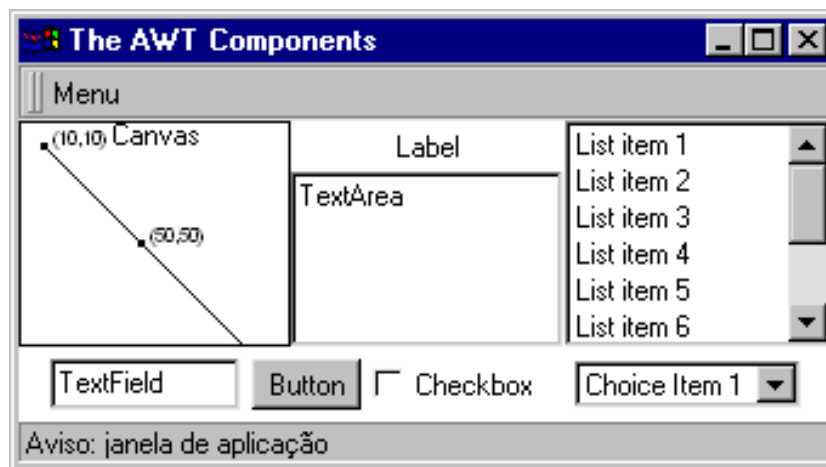 The AWT Components
Menu
(10,10) Canvas
(50,50)
Label
TextArea
List item 1
List item 2
List item 3
List item 4
List item 5
List item 6
TextField
Button
Checkbox
Choice Item 1
Aviso: janela de aplicação